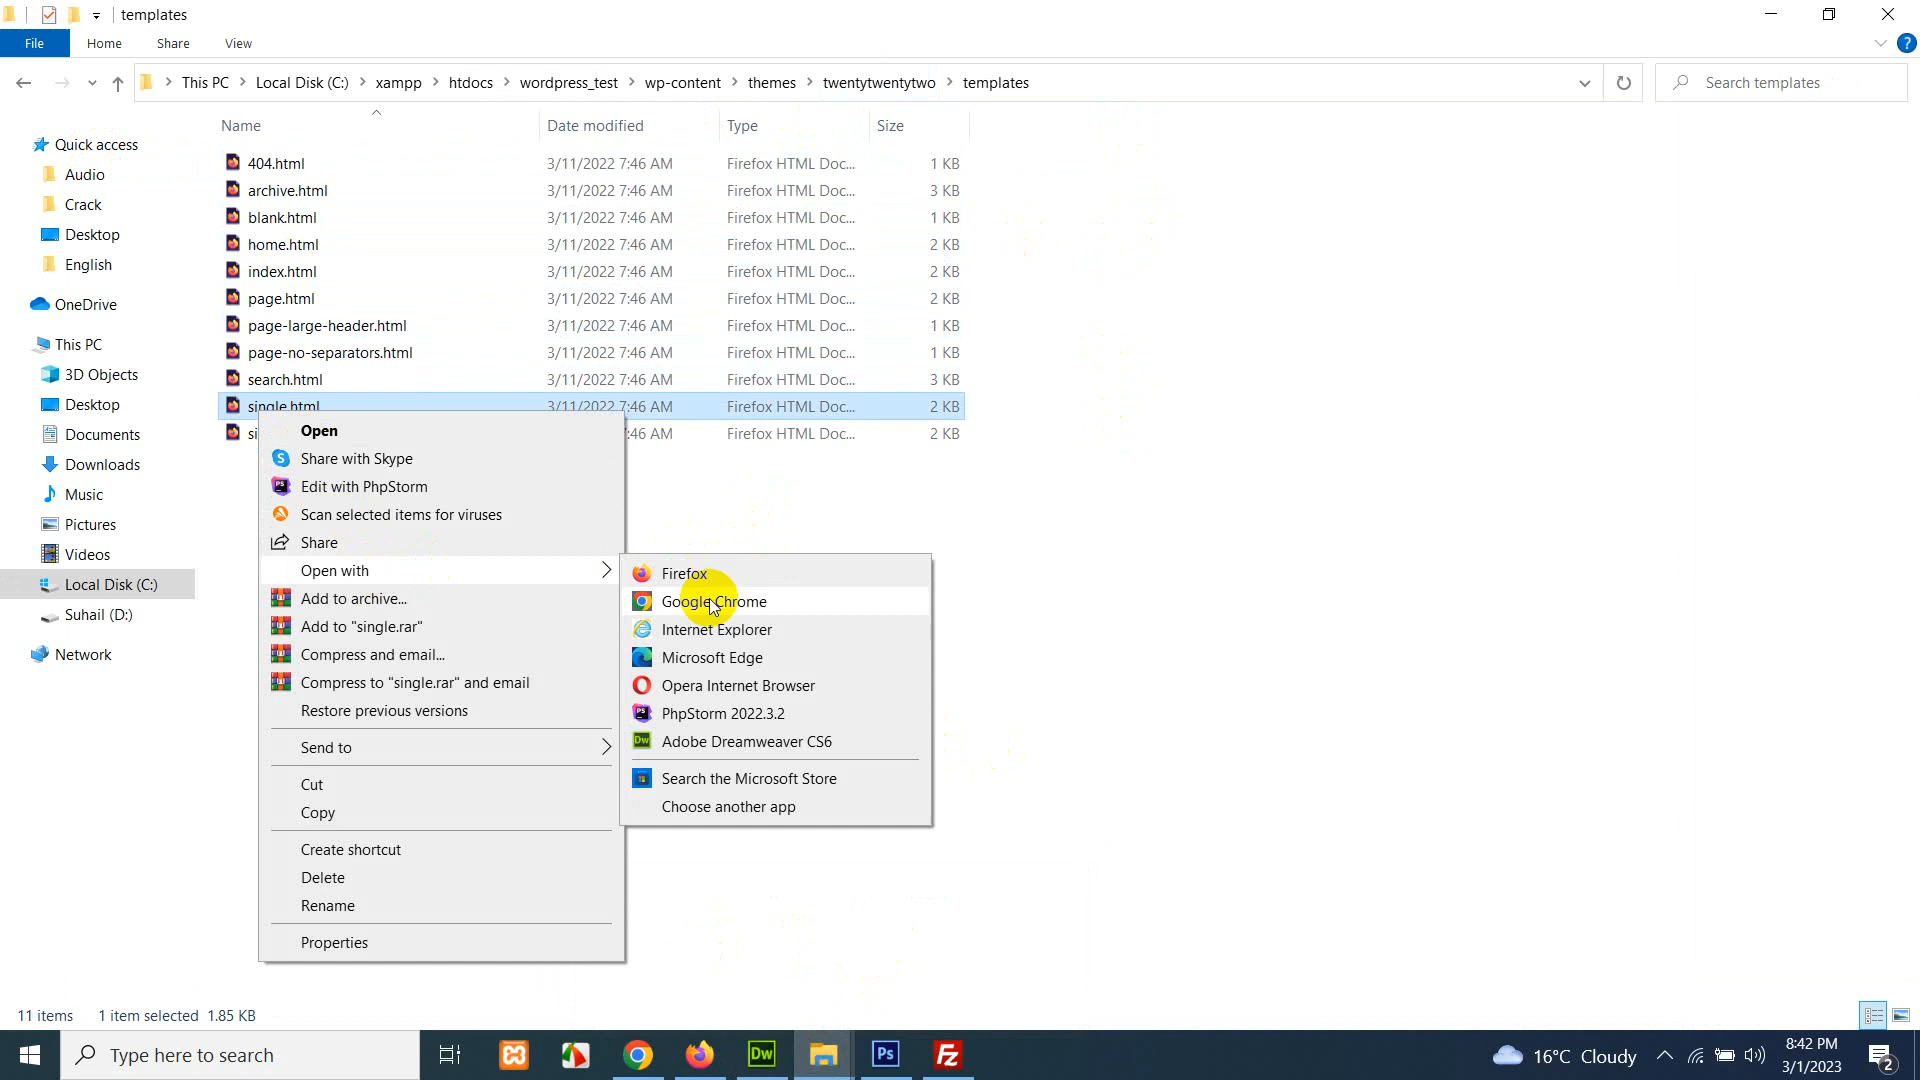 templates
File Home Share View
This PC Local Disk (C:) xampp htdocs wordpress_test wp-content themes twentytwentytwo templates
Search templates
Name Date modified Type Size
404.html 3/11/2022 7:46 AM Firefox HTML Doc... 1 KB
archive.html 3/11/2022 7:46 AM Firefox HTML Doc... 3 KB
blank.html 3/11/2022 7:46 AM Firefox HTML Doc... 1 KB
home.html 3/11/2022 7:46 AM Firefox HTML Doc... 2 KB
index.html 3/11/2022 7:46 AM Firefox HTML Doc... 2 KB
page.html 3/11/2022 7:46 AM Firefox HTML Doc... 2 KB
page-large-header.html 3/11/2022 7:46 AM Firefox HTML Doc... 1 KB
page-no-separators.html 3/11/2022 7:46 AM Firefox HTML Doc... 1 KB
search.html 3/11/2022 7:46 AM Firefox HTML Doc... 3 KB
single.html 3/11/2022 7:46 AM Firefox HTML Doc... 2 KB
si :46 AM Firefox HTML Doc... 2 KB
Quick access
Audio
Crack
Desktop
English
OneDrive
This PC
3D Objects
Desktop
Documents
Downloads
Music
Pictures
Videos
Local Disk (C:)
Suhail (D:)
Network
Open
Share with Skype
Edit with PhpStorm
Scan selected items for viruses
Share
Open with
Add to archive...
Add to "single.rar"
Compress and email...
Compress to "single.rar" and email
Restore previous versions
Send to
Cut
Copy
Create shortcut
Delete
Rename
Properties
Firefox
Google Chrome
Internet Explorer
Microsoft Edge
Opera Internet Browser
PhpStorm 2022.3.2
Adobe Dreamweaver CS6
Search the Microsoft Store
Choose another app
11 items 1 item selected 1.85 KB
Type here to search
Dw
Ps
Fz
16°C Cloudy
8:42 PM
3/1/2023
2